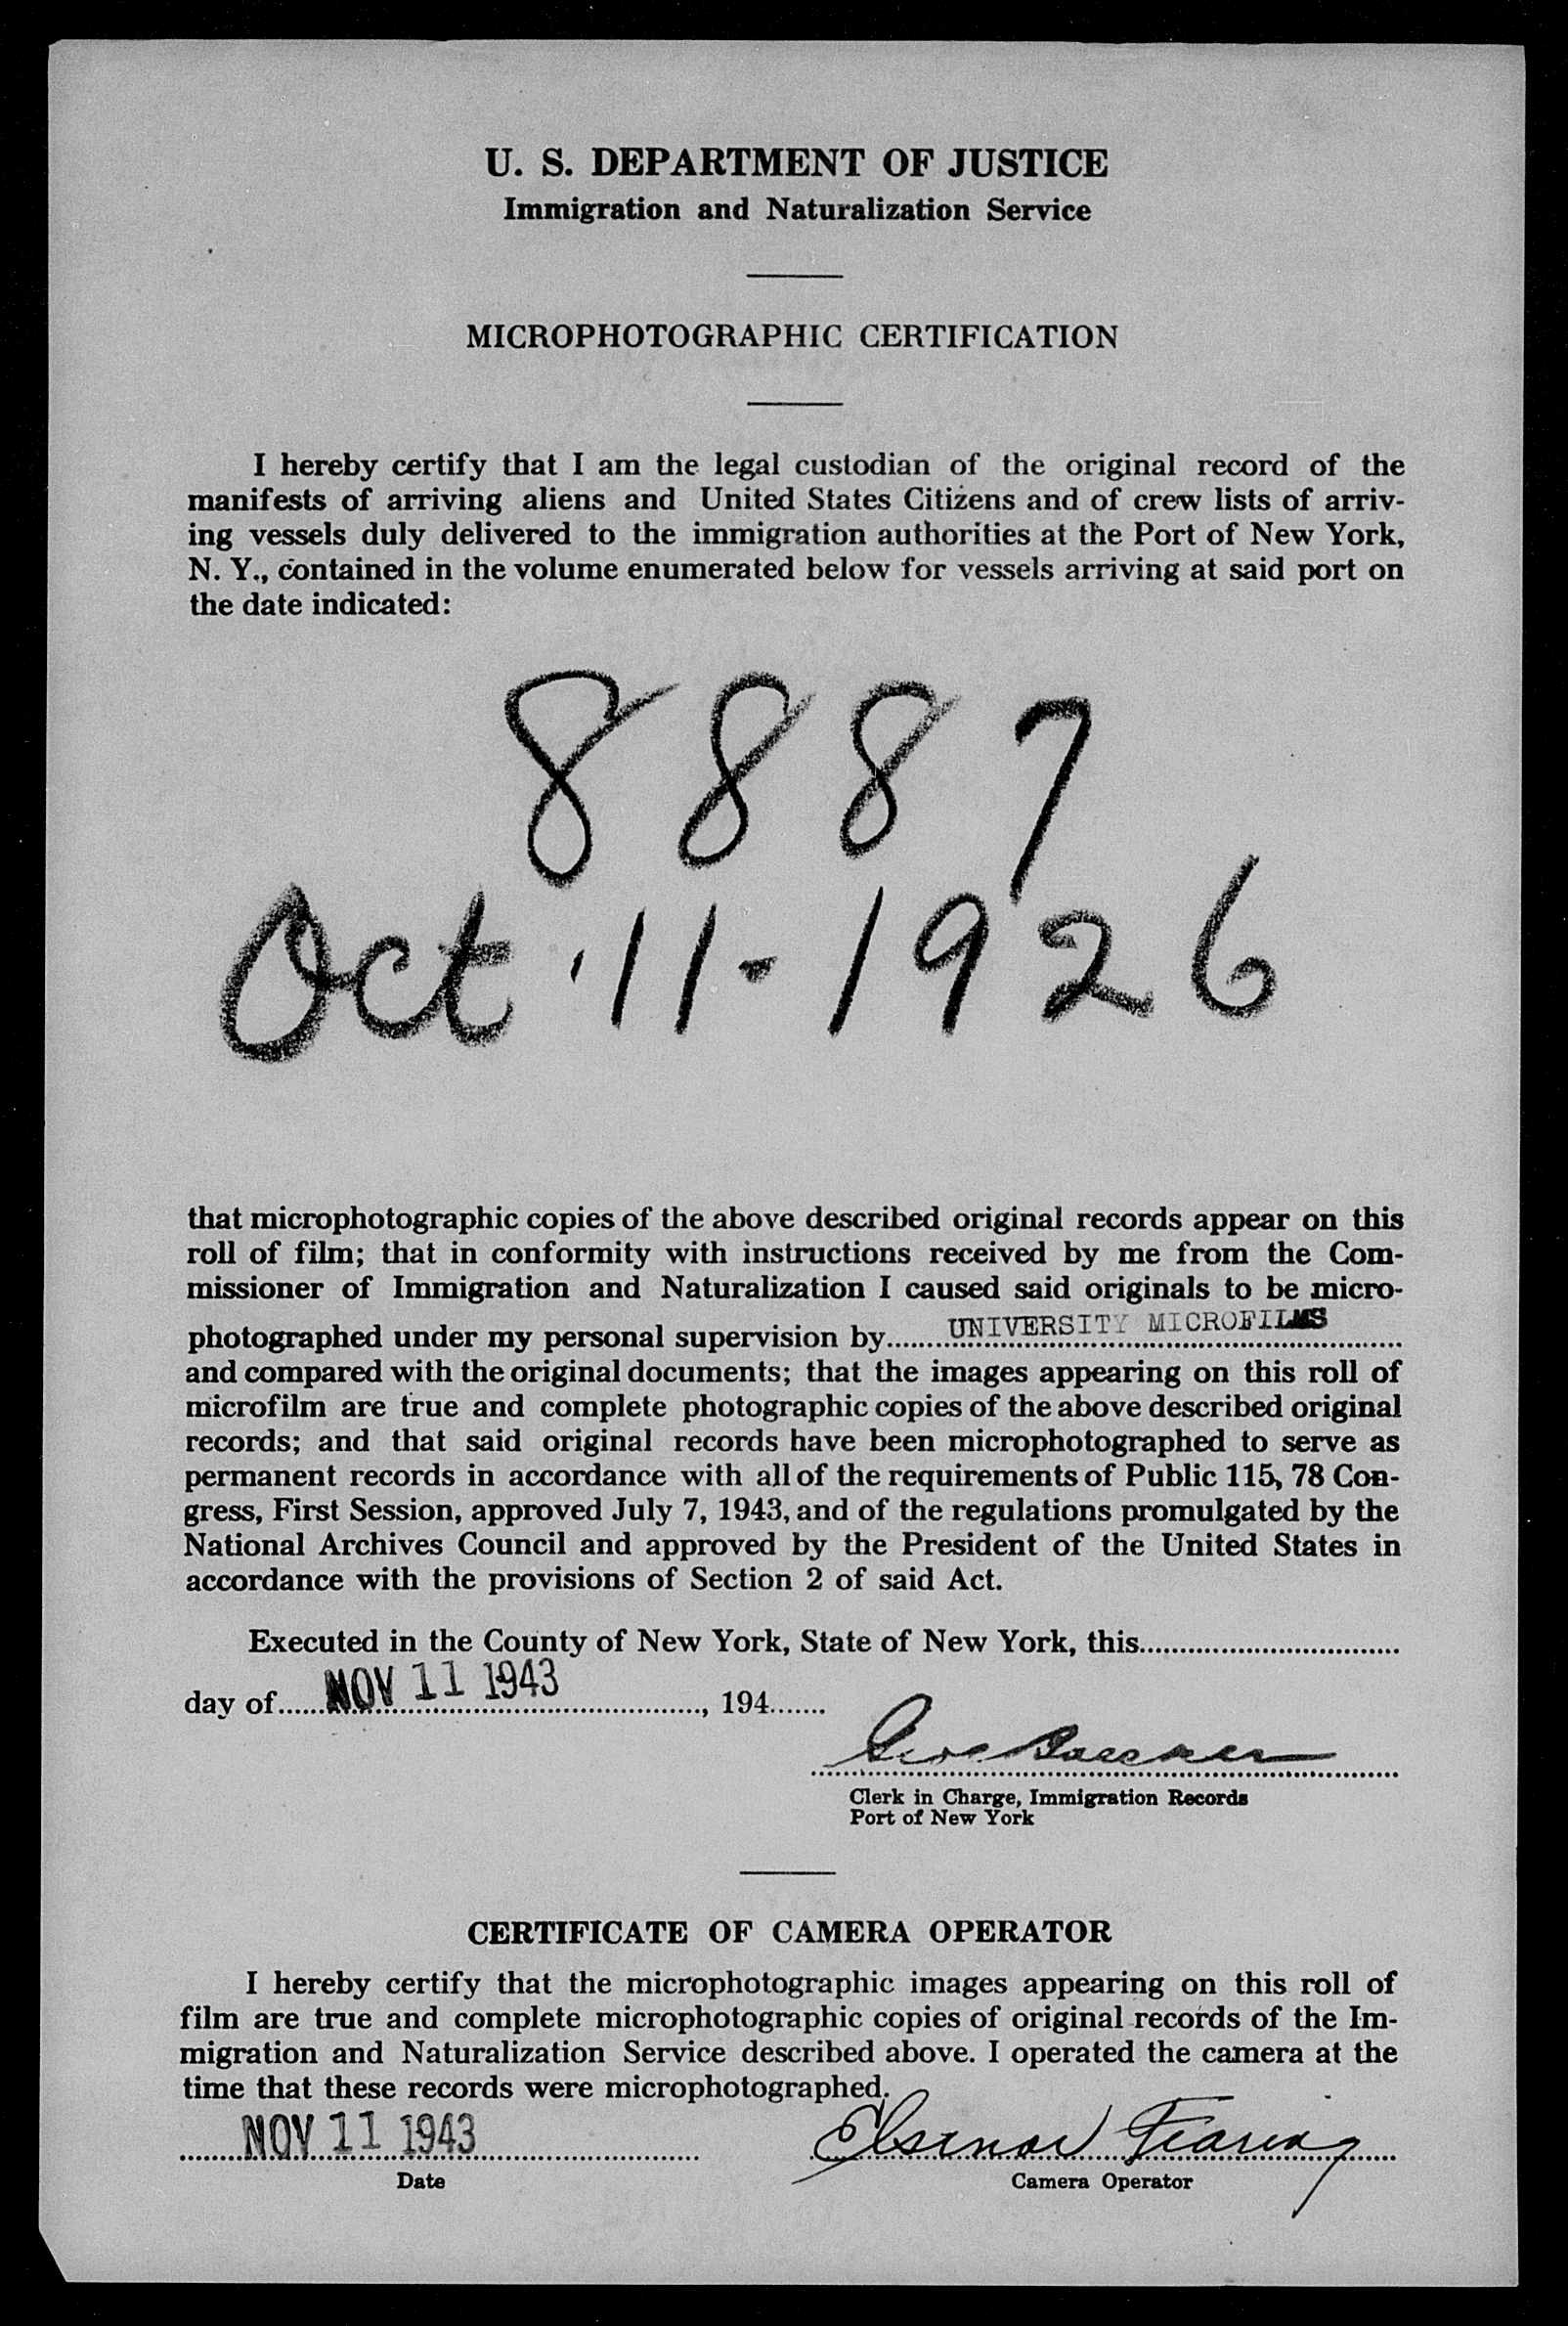 U. S. DEPARTMENT OF JUSTICE
Immigration and Naturalization Service
MICROPHOTOGRAPHIC CERTIFICATION
I hereby certify that I am the legal custodian of the original record of the
manifests of arriving aliens and United States Citizens and of crew lists of arriv-
ing vessels duly delivered to the immigration authorities at the Port of New York,
N. Y., contained in the volume enumerated below for vessels arriving at said port on
the date indicated:
8887
Oct 11-1926
that microphotographic copies of the above described original records appear on this
roll of film; that in conformity with instructions received by me from the Com-
missioner of Immigration and Naturalization I caused said originals to be micro-
photographed under my personal supervision by UNIVERSITY MICROFILMS
and compared with the original documents; that the images appearing on this roll of
microfilm are true and complete photographic copies of the above described original
records; and that said original records have been microphotographed to serve as
permanent records in accordance with all of the requirements of Public 115, 78 Con-
gress, First Session, approved July 7, 1943, and of the regulations promulgated by the
National Archives Council and approved by the President of the United States in
accordance with the provisions of Section 2 of said Act.
Executed in the County of New York, State of New York, this
day of NOV 11 1943, 194
Clerk in Charge, Immigration Records
Port of New York
CERTIFICATE OF CAMERA OPERATOR
I hereby certify that the microphotographic images appearing on this roll of
film are true and complete microphotographic copies of original records of the Im-
migration and Naturalization Service described above. I operated the camera at the
time that these records were microphotographed.
NOV 11 1943
Date
Camera Operator